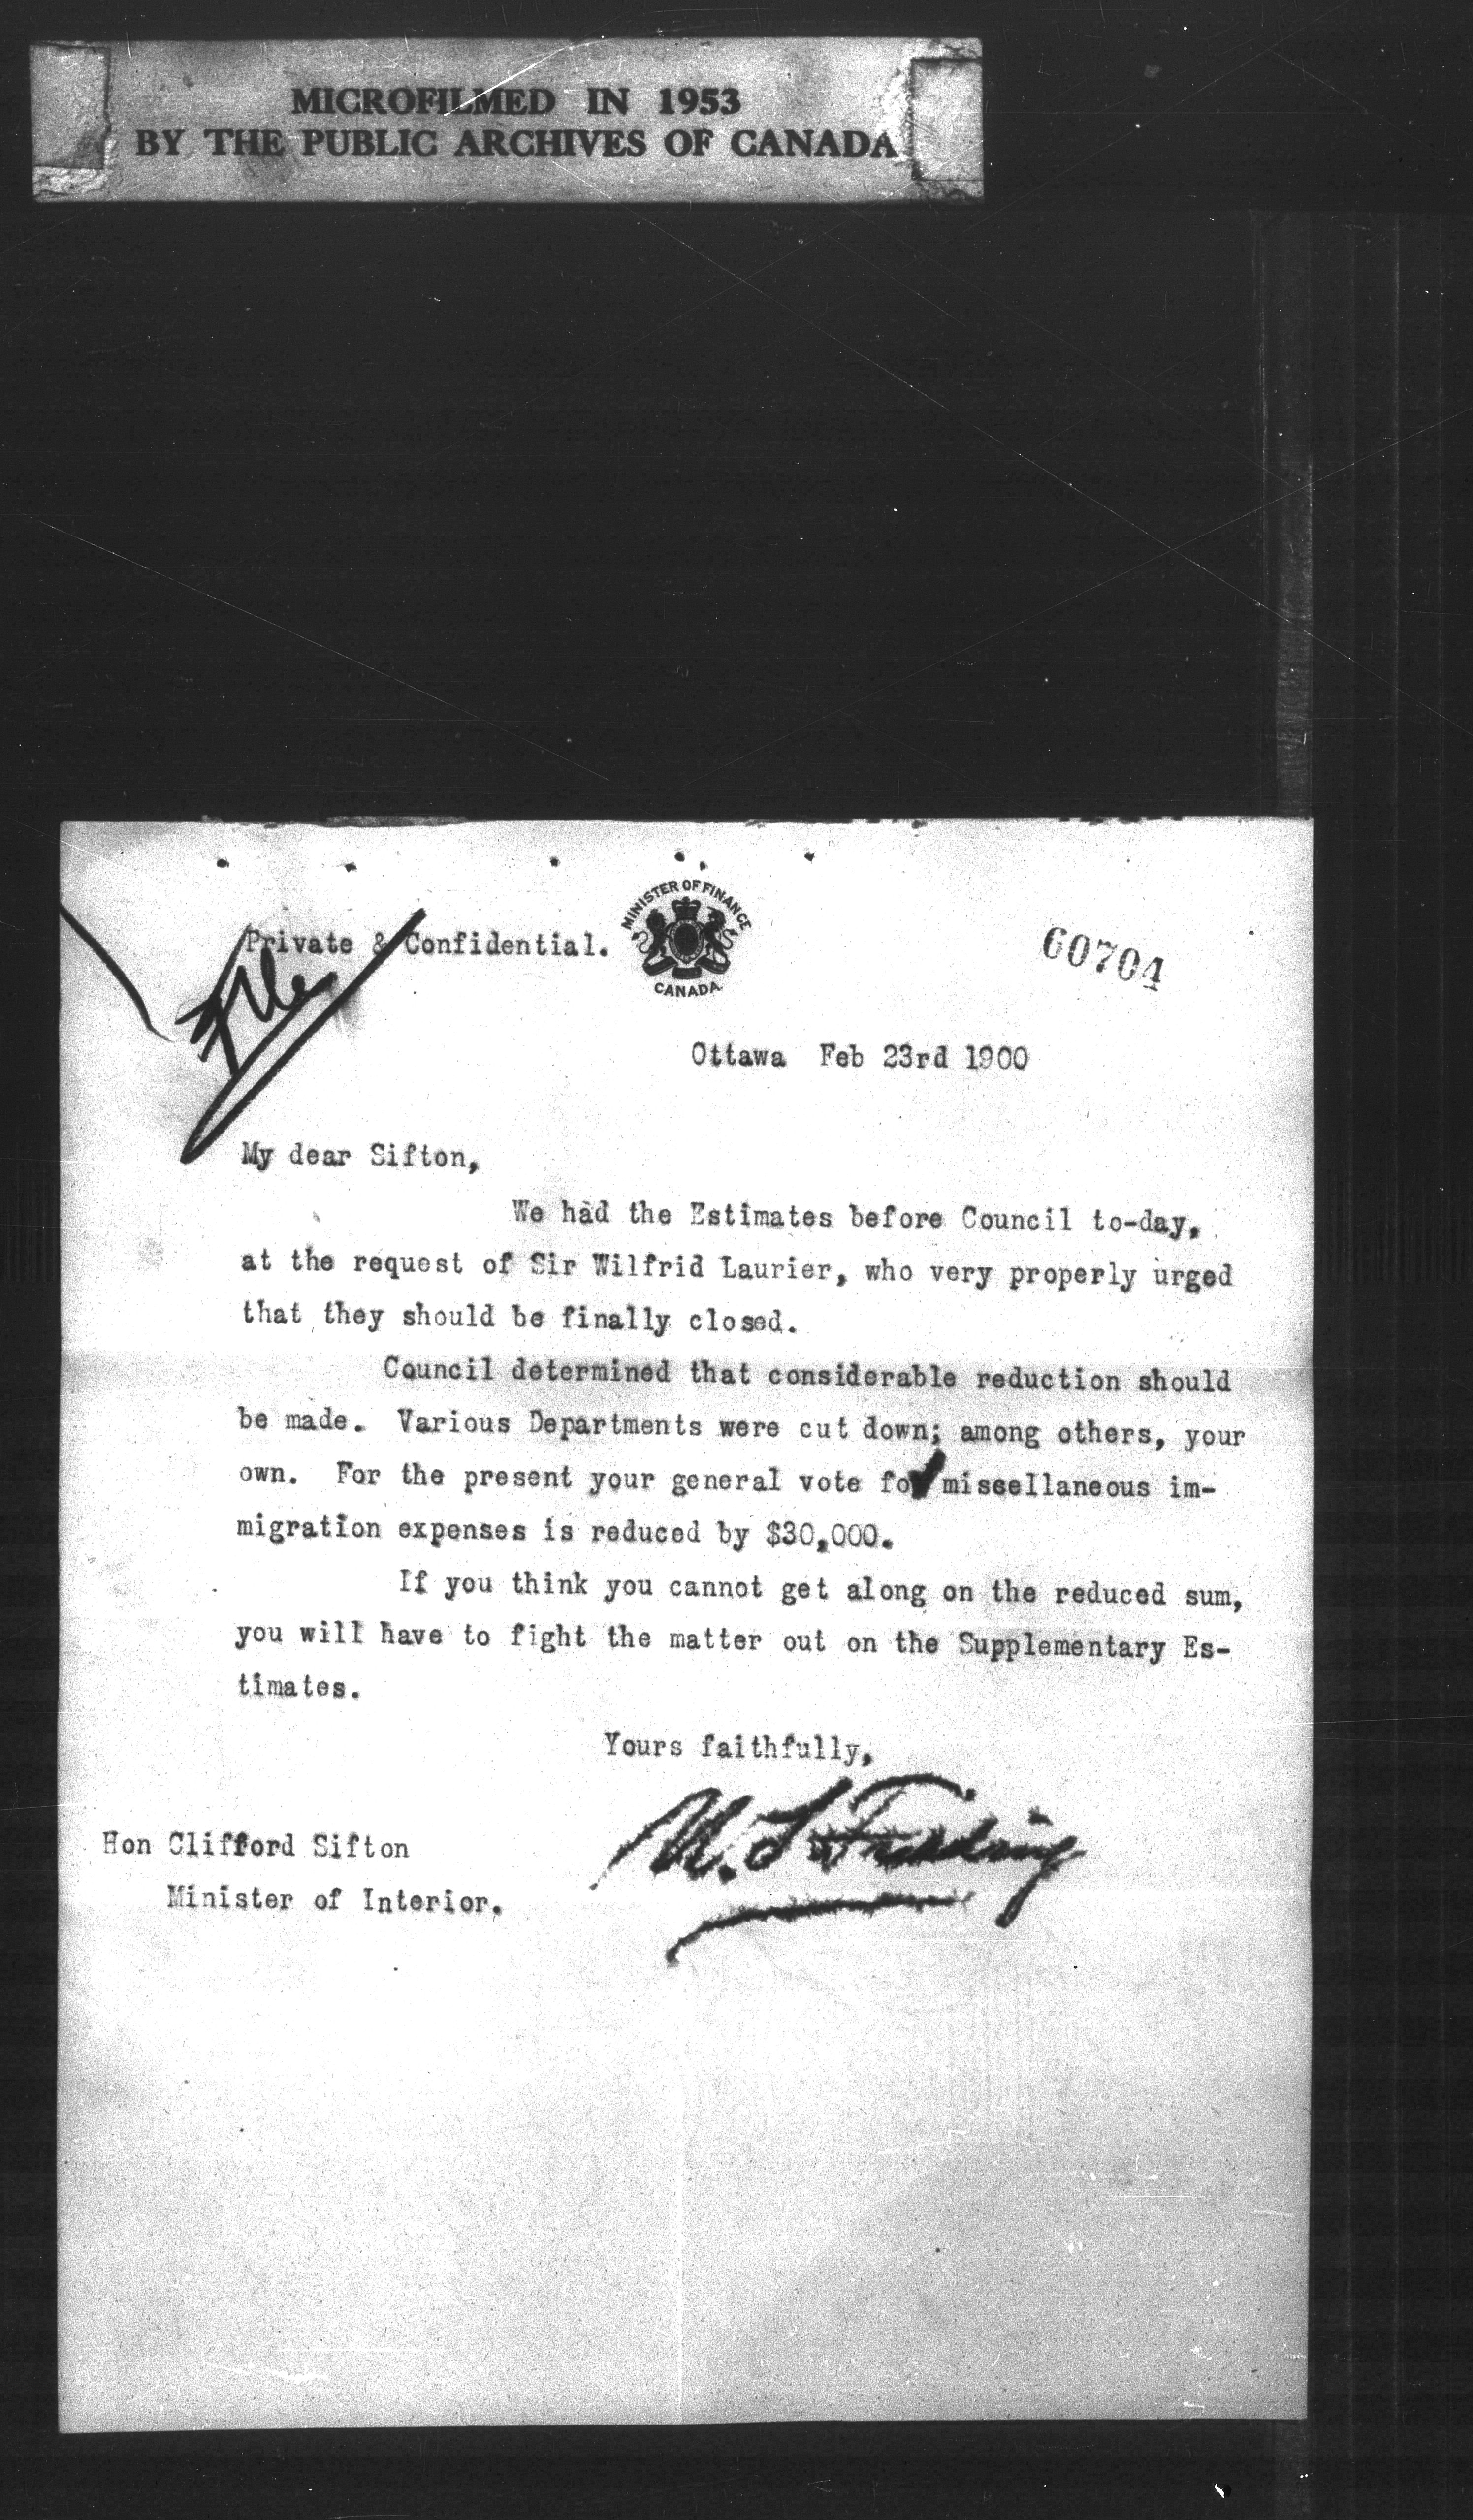 MICROFILMED IN 1953
BY THE PUBLIC ARCHIVES OF CANADA
MINISTER OF FINANCE
CANADA
Private & Confidential.
60704
File
Ottawa Feb 23rd 1900
My dear Sifton,
We had the Estimates before Council to-day,
at the request of Sir Wilfrid Laurier, who very properly urged
that they should be finally closed.
Council determined that considerable reduction should
be made. Various Departments were cut down; among others, your
own. For the present your general vote for miscellaneous im-
migration expenses is reduced by $30,000.
If you think you cannot get along on the reduced sum,
you will have to fight the matter out on the Supplementary Es-
timates.
Yours faithfully,
W. S. Fielding
Hon Clifford Sifton
Minister of Interior.